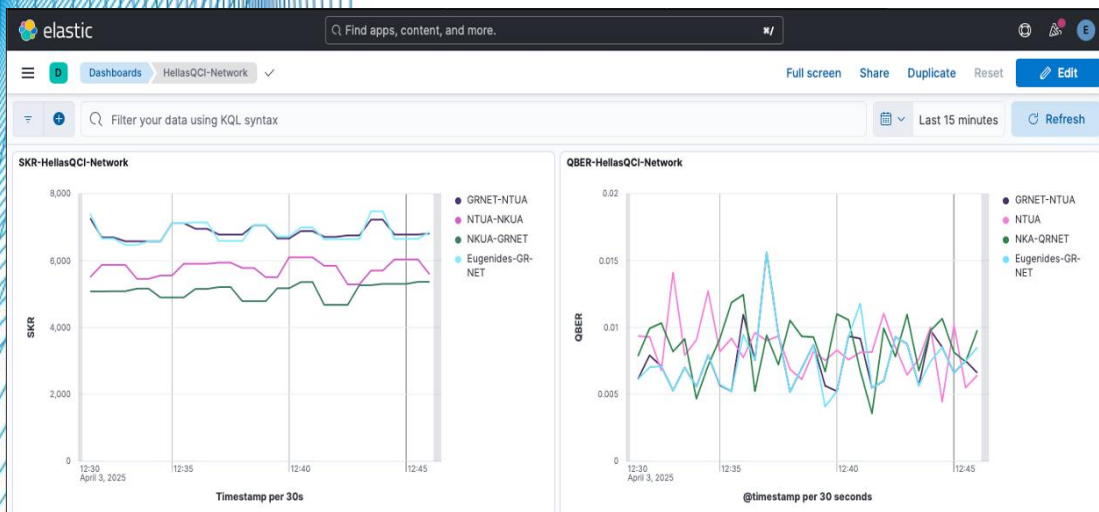 elastic
Find apps, content, and more.
⌘/
E
D
Dashboards
HellasQCI-Network
Full screen
Share
Duplicate
Reset
Edit
Filter your data using KQL syntax
Last 15 minutes
Refresh
SKR-HellasQCI-Network
8,000
6,000
4,000
2,000
0
SKR
12:30
April 3, 2025
12:35
12:40
12:45
Timestamp per 30s
GRNET-NTUA
NTUA-NKUA
NKUA-GRNET
Eugenides-GR-
NET
QBER-HellasQCI-Network
0.02
0.015
0.01
0.005
0
QBER
12:30
April 3, 2025
12:35
12:40
12:45
@timestamp per 30 seconds
GRNET-NTUA
NTUA
NKA-QRNET
Eugenides-GR-
NET